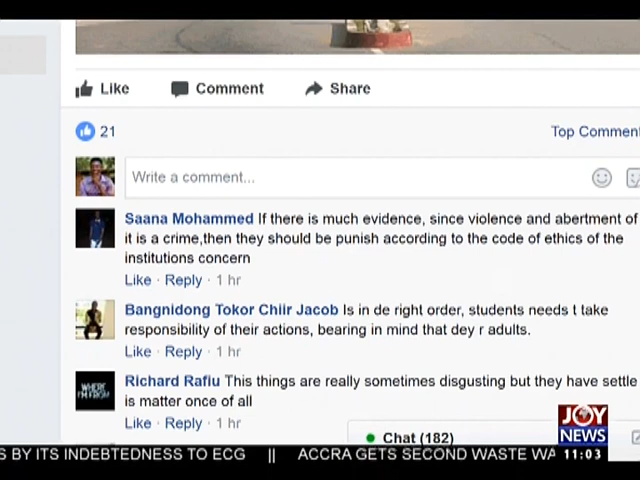 Like Comment Share
21 Top Comment
Write a comment...
Saana Mohammed If there is much evidence, since violence and abertment of
it is a crime,then they should be punish according to the code of ethics of the
institutions concern
Like · Reply · 1 hr
Bangnidong Tokor Chiir Jacob Is in de right order, students needs t take
responsibility of their actions, bearing in mind that dey r adults.
Like · Reply · 1 hr
WHERE
I'M FROM
Richard Rafiu This things are really sometimes disgusting but they have settle
is matter once of all
Like · Reply · 1 hr
Chat (182)
JOY
NEWS
S BY ITS INDEBTEDNESS TO ECG || ACCRA GETS SECOND WASTE WA 11:03